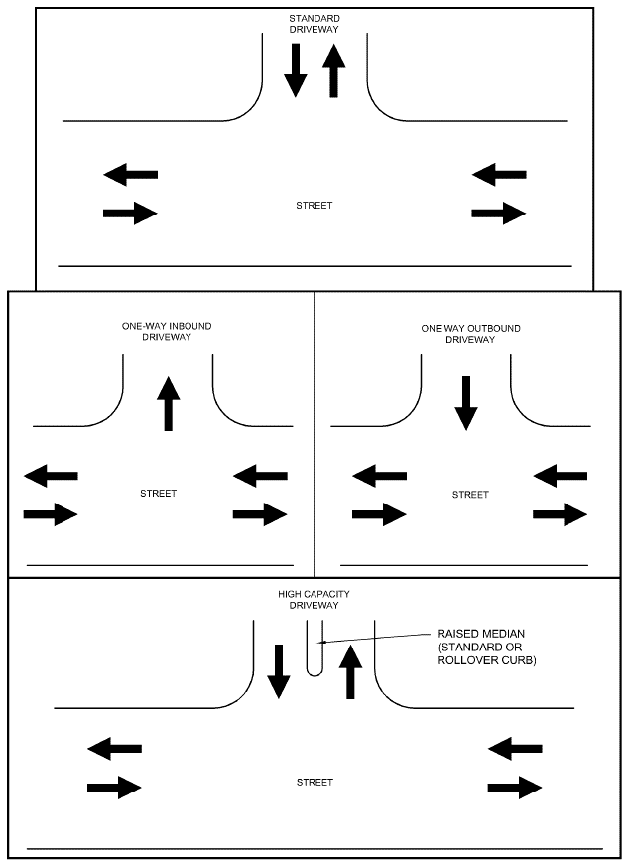 STANDARD
DRIVEWAY
STREET
ONE-WAY INBOUND
DRIVEWAY
STREET
ONE WAY OUTBOUND
DRIVEWAY
STREET
HIGH CAPACITY
DRIVEWAY
RAISED MEDIAN
(STANDARD OR
ROLLOVER CURB)
STREET